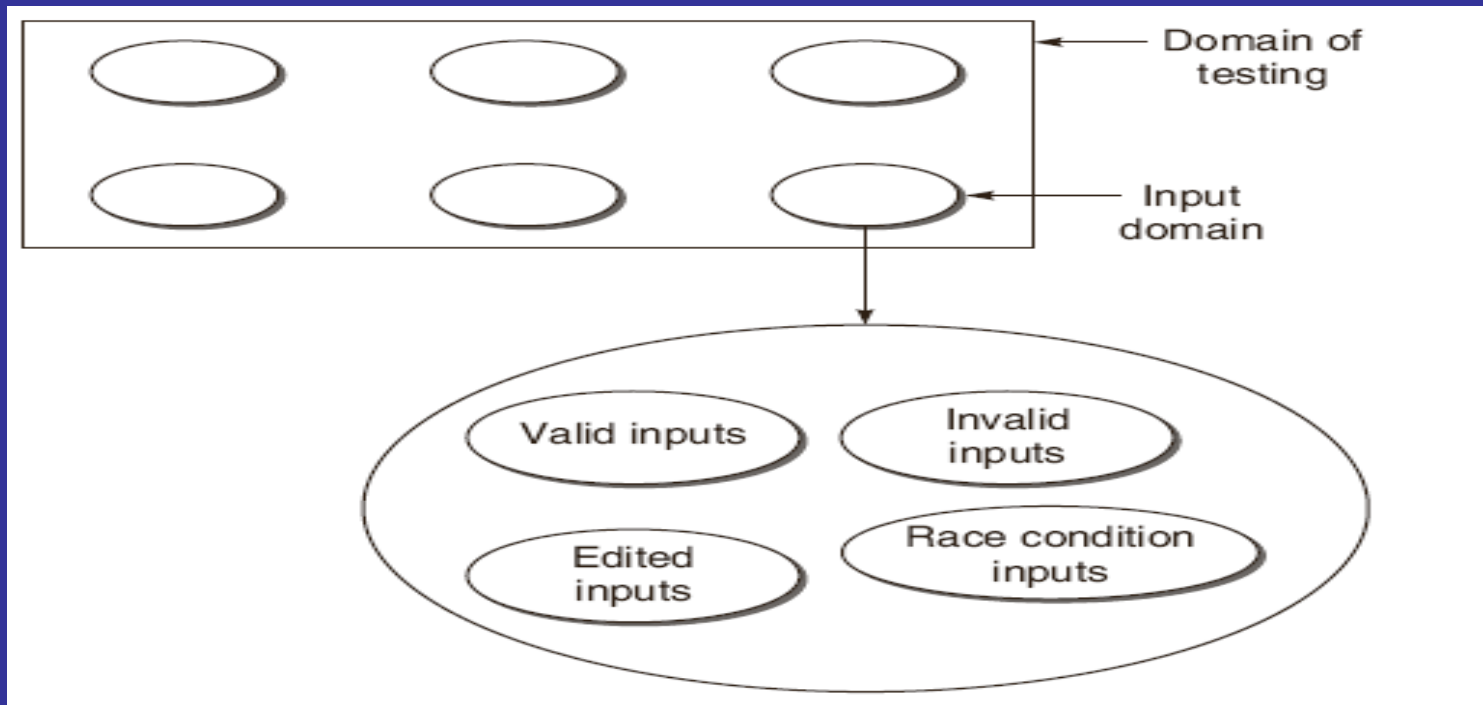 Domain of
testing
Input
domain
Valid inputs
Invalid
inputs
Edited
inputs
Race condition
inputs